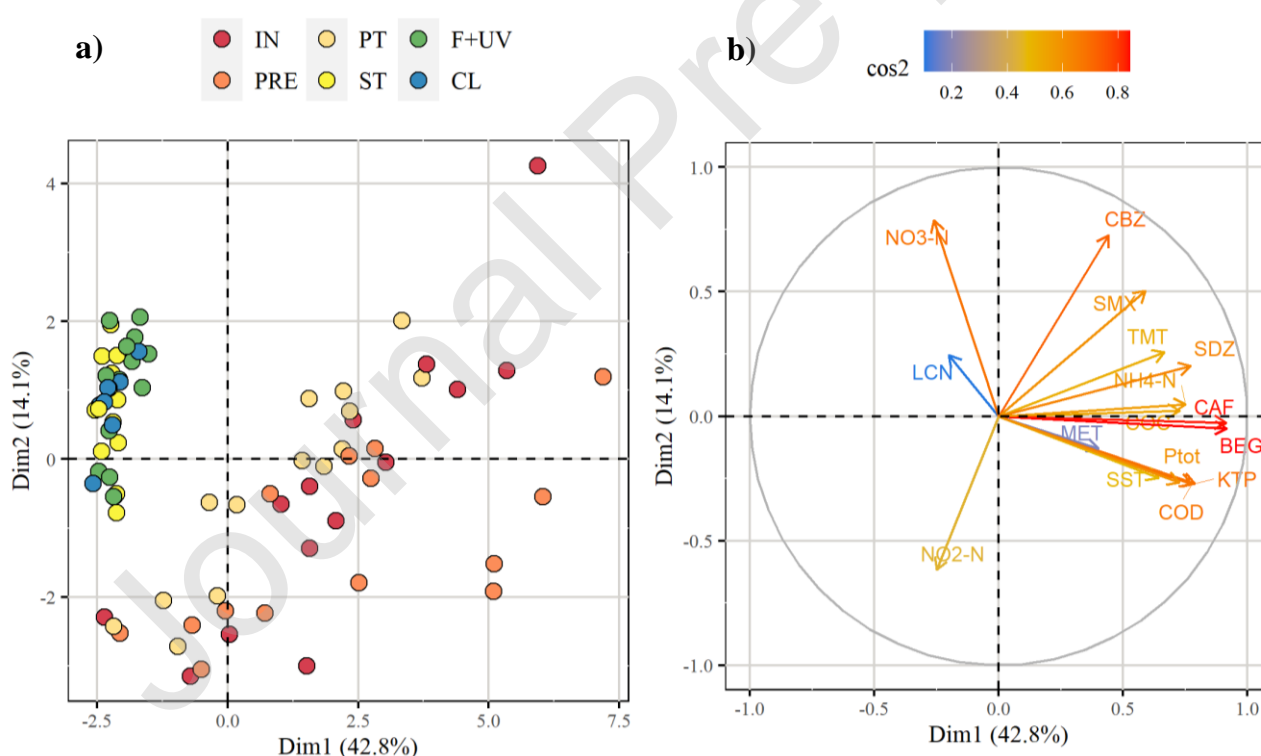 a)
IN PT F+UV
PRE ST CL
b)
cos2
0.2 0.4 0.6 0.8
Dim2 (14.1%)
4
2
0
-2
-2.5 0.0 2.5 5.0 7.5
Dim1 (42.8%)
Dim2 (14.1%)
1.0
0.5
0.0
-0.5
-1.0
NO3-N
CBZ
SMX
TMT
SDZ
LCN
NH4-N
CAF
MET
BEG
Ptot
SST
KTP
COD
NO2-N
-1.0 -0.5 0.0 0.5 1.0
Dim1 (42.8%)
Journal Pre